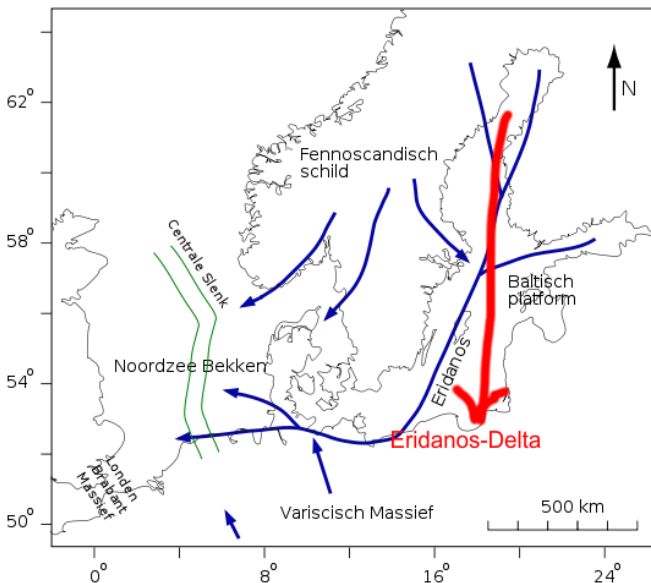 62°
58°
54°
50°
N
Fennoscandisch
schild
Centrale Slenk
Baltisch
platform
Noordzee Bekken
Eridanos
Eridanos-Delta
Londen
Brabant
Massief
Variscisch Massief
500 km
0°
8°
16°
24°